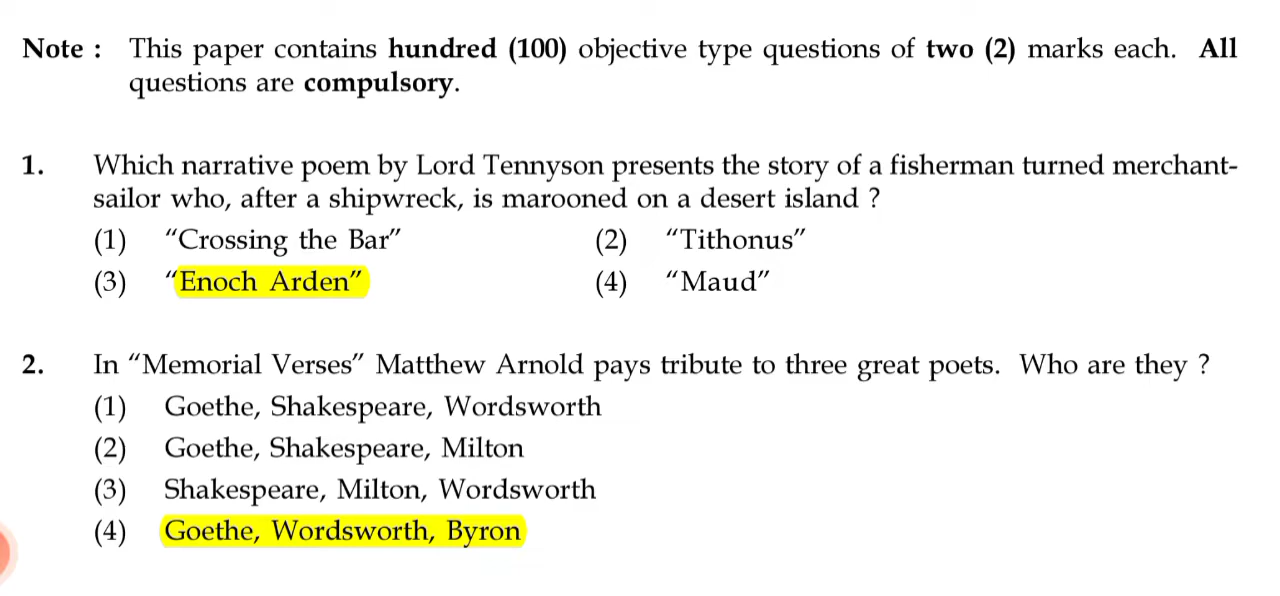 Note : This paper contains hundred (100) objective type questions of two (2) marks each. All
questions are compulsory.
1. Which narrative poem by Lord Tennyson presents the story of a fisherman turned merchant-
sailor who, after a shipwreck, is marooned on a desert island ?
(1) “Crossing the Bar” (2) “Tithonus”
(3) “Enoch Arden” (4) “Maud”
2. In “Memorial Verses” Matthew Arnold pays tribute to three great poets. Who are they ?
(1) Goethe, Shakespeare, Wordsworth
(2) Goethe, Shakespeare, Milton
(3) Shakespeare, Milton, Wordsworth
(4) Goethe, Wordsworth, Byron